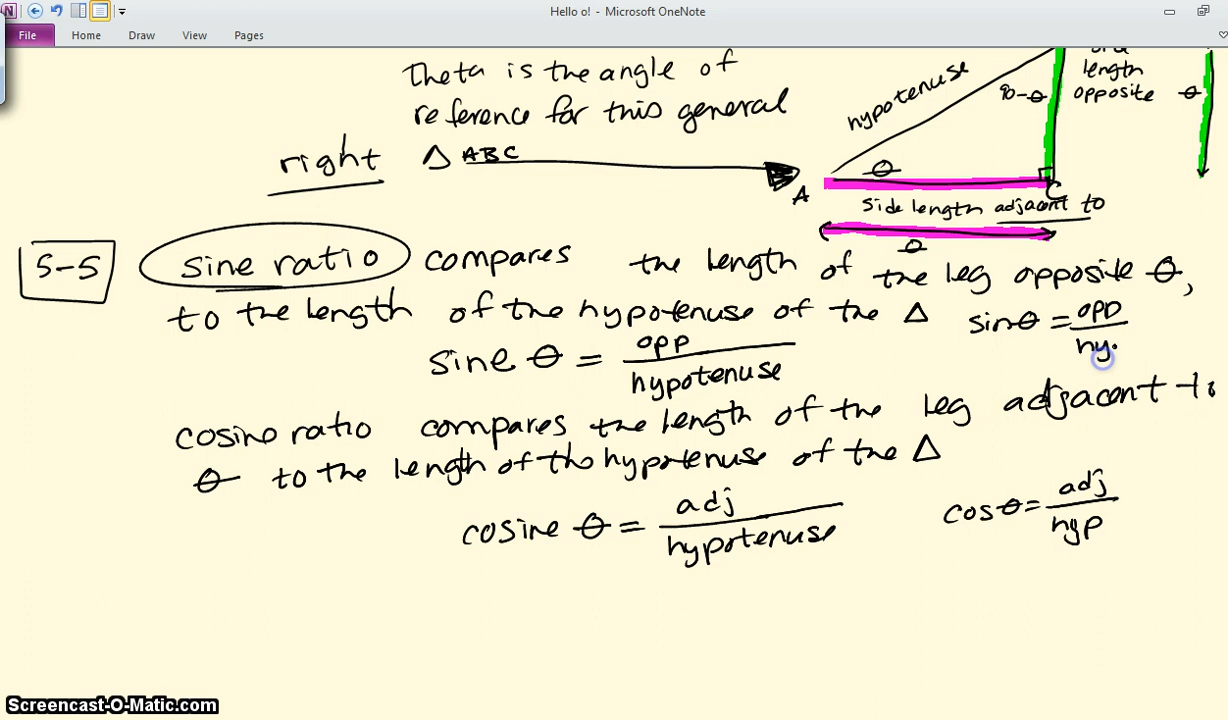 Hello o! - Microsoft OneNote
File Home Draw View Pages
theta is the angle of
reference for this general
right Δ ABC
hypotenuse
90-θ
length
opposite θ
θ
A
C
side length adjacent to
θ
5-5 sine ratio compares the length of the leg opposite θ,
to the length of the hypotenuse of the Δ
sinθ = opp
hy.
sine θ = opp
hypotenuse
cosine ratio compares the length of the leg adjacent to
θ to the length of the hypotenuse of the Δ
cosine θ = adj
hypotenuse
cosθ = adj
hyp
Screencast-O-Matic.com